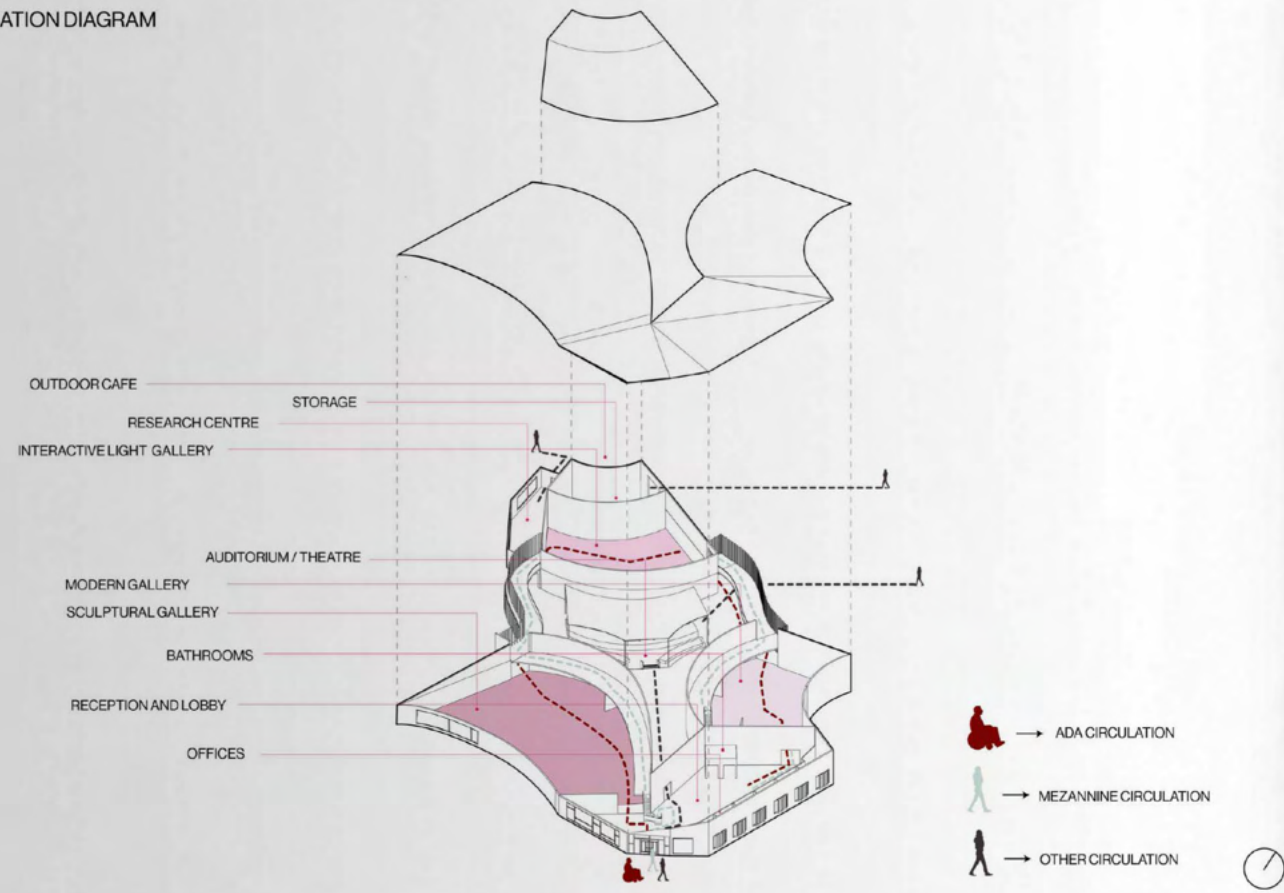 ATION DIAGRAM
OUTDOOR CAFE
STORAGE
RESEARCH CENTRE
INTERACTIVE LIGHT GALLERY
AUDITORIUM / THEATRE
MODERN GALLERY
SCULPTURAL GALLERY
BATHROOMS
RECEPTION AND LOBBY
OFFICES
ADA CIRCULATION
MEZANNINE CIRCULATION
OTHER CIRCULATION